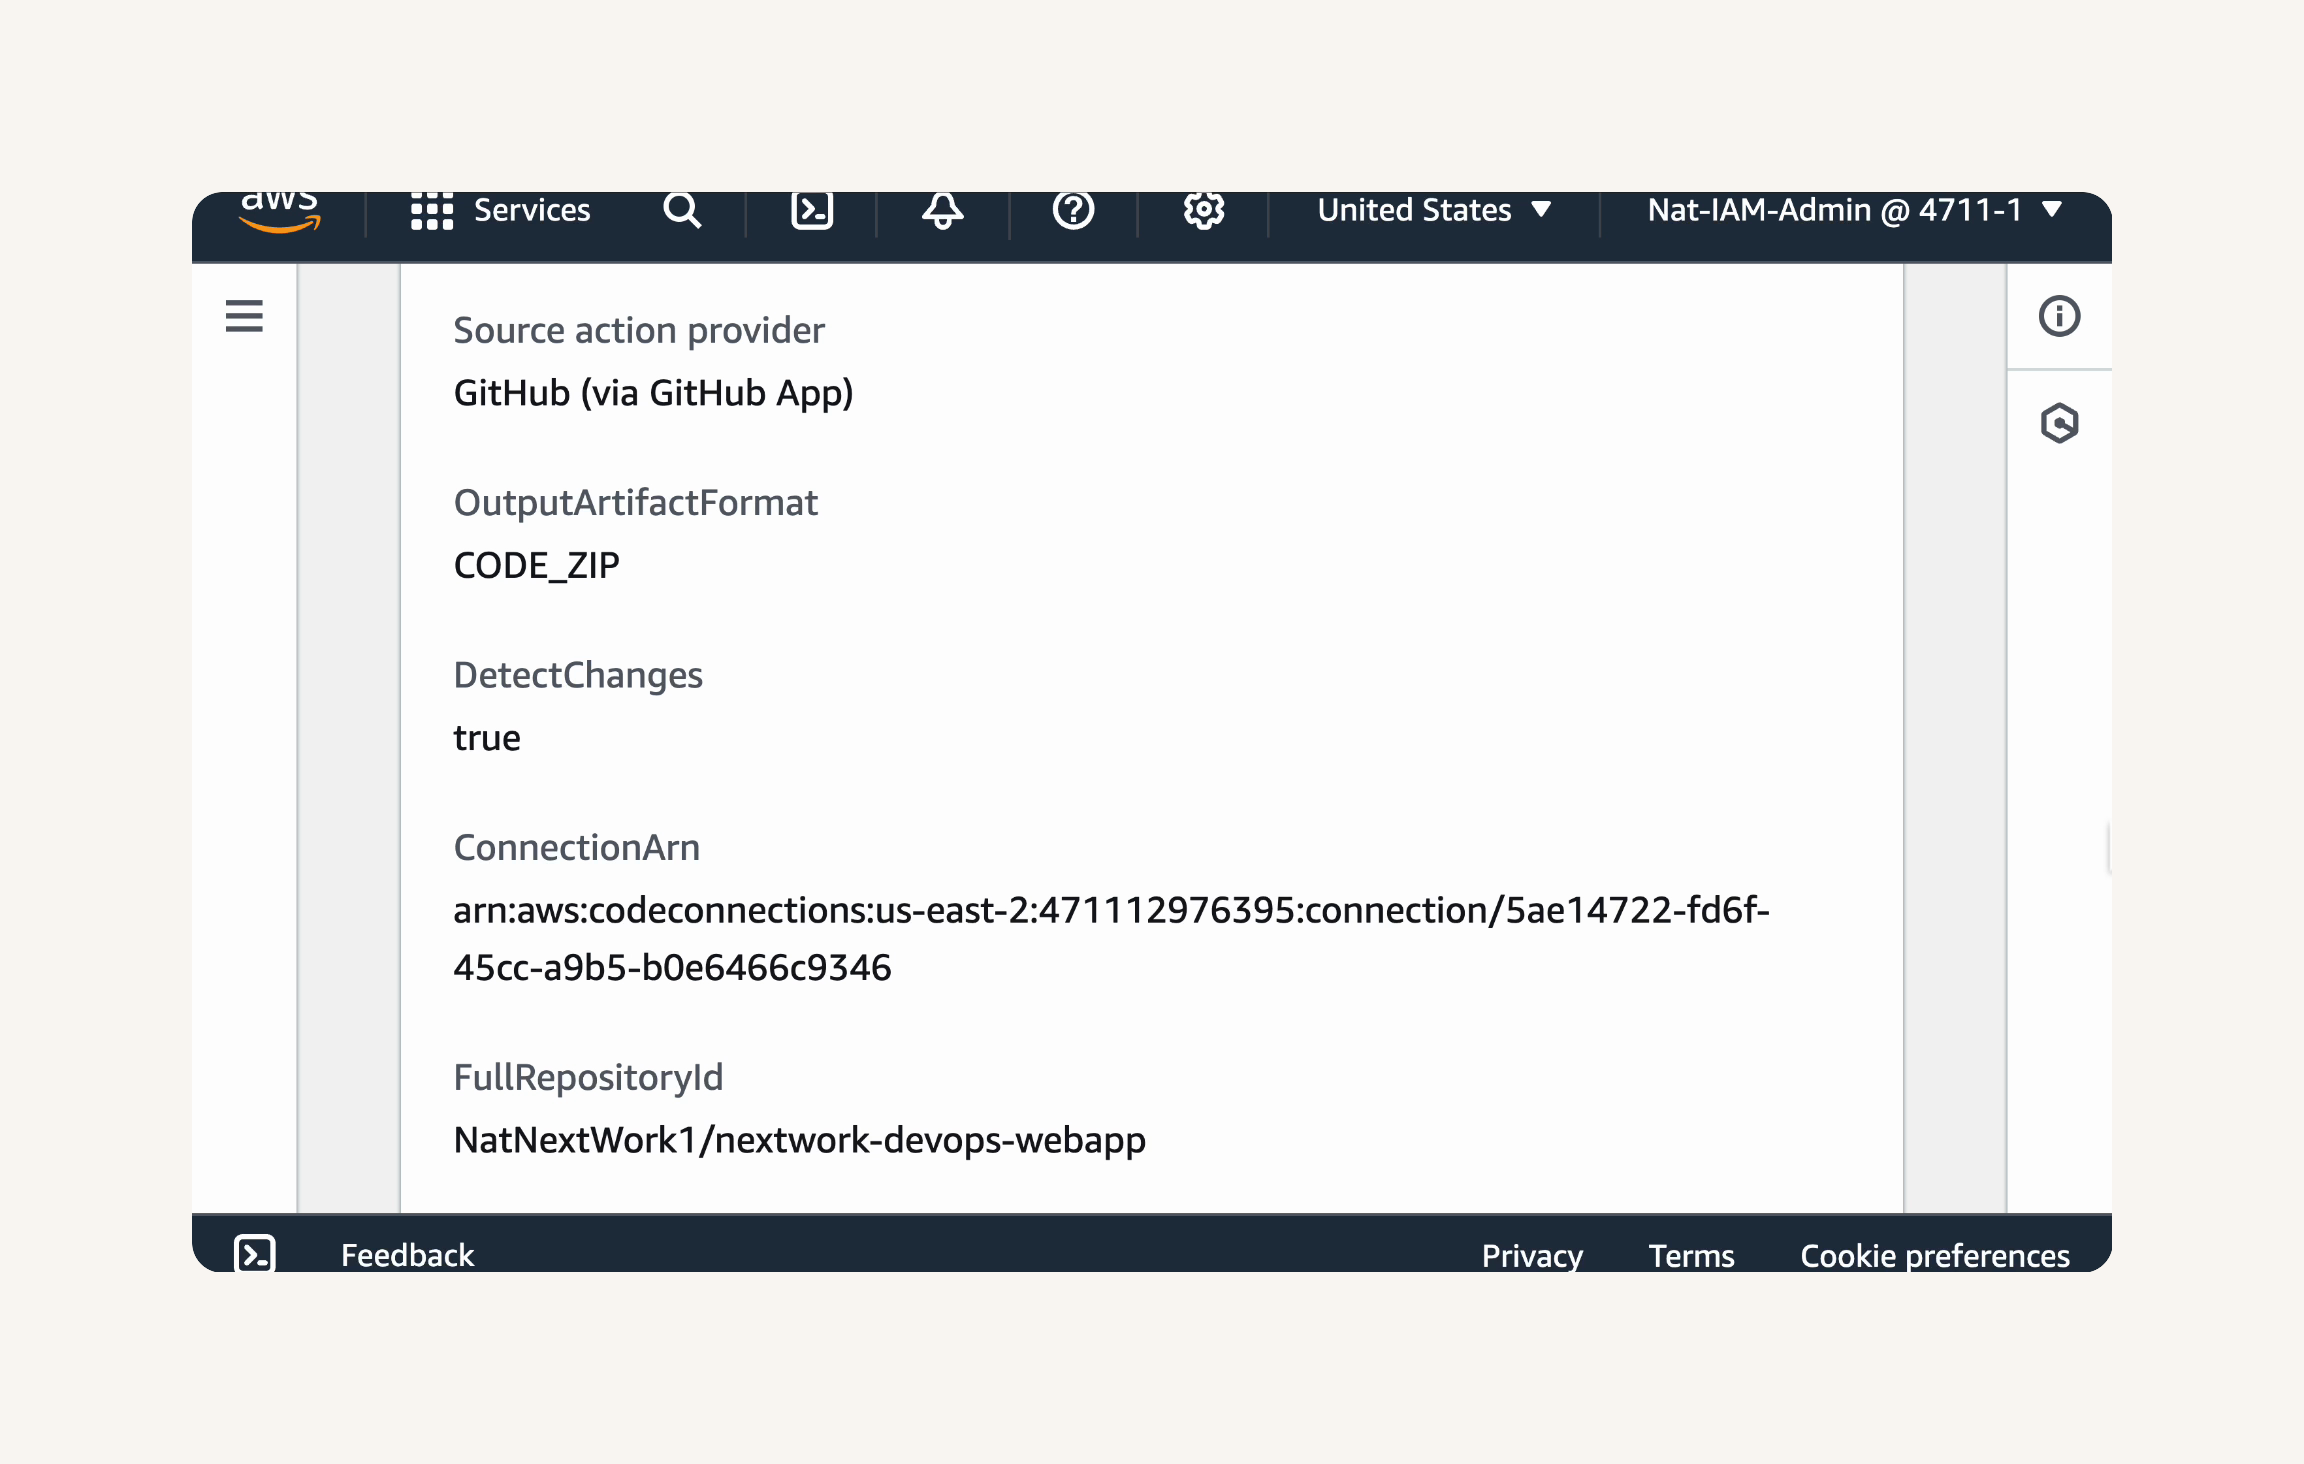 aws
Services
United States
Nat-IAM-Admin @ 4711-1
Source action provider
GitHub (via GitHub App)
OutputArtifactFormat
CODE_ZIP
DetectChanges
true
ConnectionArn
arn:aws:codeconnections:us-east-2:471112976395:connection/5ae14722-fd6f-
45cc-a9b5-b0e6466c9346
FullRepositoryId
NatNextWork1/nextwork-devops-webapp
Feedback
Privacy
Terms
Cookie preferences